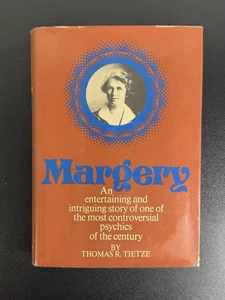 Margery
An
entertaining and
intriguing story of one of
the most controversial
psychics
of the century
BY
THOMAS R. TIETZE